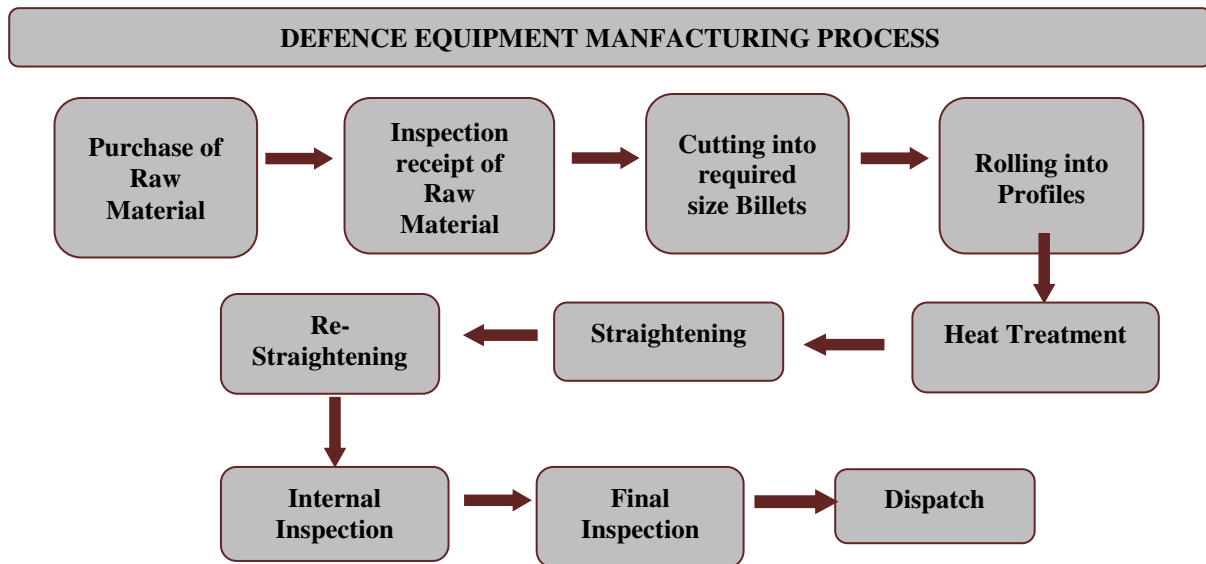 DEFENCE EQUIPMENT MANFACTURING PROCESS
Purchase of
Raw
Material
Inspection
receipt of
Raw
Material
Cutting into
required
size Billets
Rolling into
Profiles
Heat Treatment
Straightening
Re-
Straightening
Internal
Inspection
Final
Inspection
Dispatch